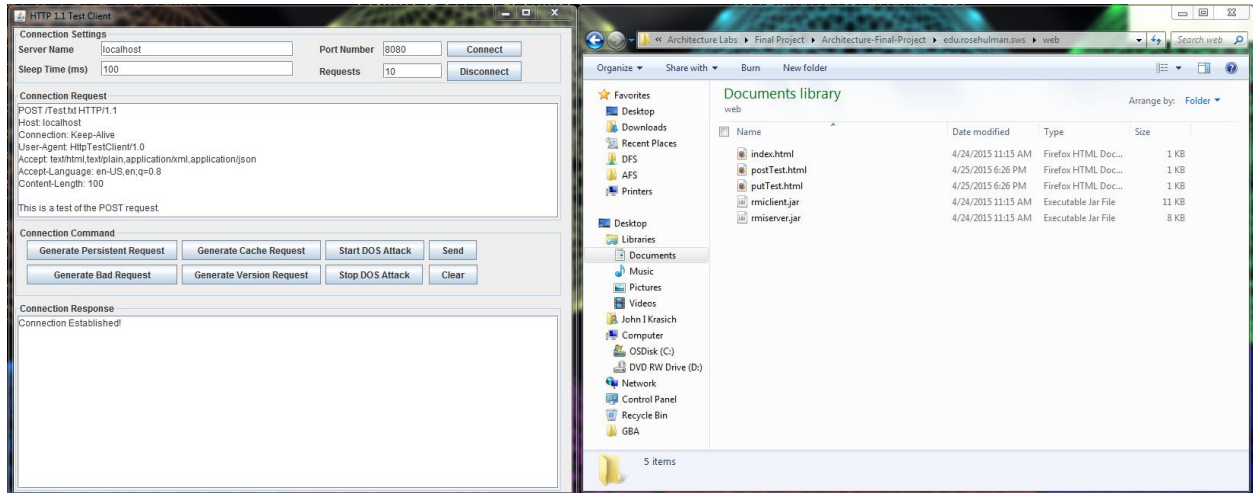 HTTP 1.1 Test Client
Connection Settings
Server Name localhost Port Number 8080 Connect
Sleep Time (ms) 100 Requests 10 Disconnect
Connection Request
POST /Test.txt HTTP/1.1
Host: localhost
Connection: Keep-Alive
User-Agent: HttpTestClient/1.0
Accept: text/html,text/plain,application/xml,application/json
Accept-Language: en-US,en;q=0.8
Content-Length: 100
This is a test of the POST request.
Connection Command
Generate Persistent Request Generate Cache Request Start DOS Attack Send
Generate Bad Request Generate Version Request Stop DOS Attack Clear
Connection Response
Connection Established!
« Architecture Labs Final Project Architecture-Final-Project edu.rosehulman.sws web Search web
Organize Share with Burn New folder
Favorites
Desktop
Downloads
Recent Places
DFS
AFS
Printers
Desktop
Libraries
Documents
Music
Pictures
Videos
John I Krasich
Computer
OSDisk (C:)
DVD RW Drive (D:)
Network
Control Panel
Recycle Bin
GBA
Documents library
web
Arrange by: Folder
Name Date modified Type Size
index.html 4/24/2015 11:15 AM Firefox HTML Doc... 1 KB
postTest.html 4/25/2015 6:26 PM Firefox HTML Doc... 1 KB
putTest.html 4/25/2015 6:26 PM Firefox HTML Doc... 1 KB
rmiclient.jar 4/24/2015 11:15 AM Executable Jar File 11 KB
rmiserver.jar 4/24/2015 11:15 AM Executable Jar File 8 KB
5 items